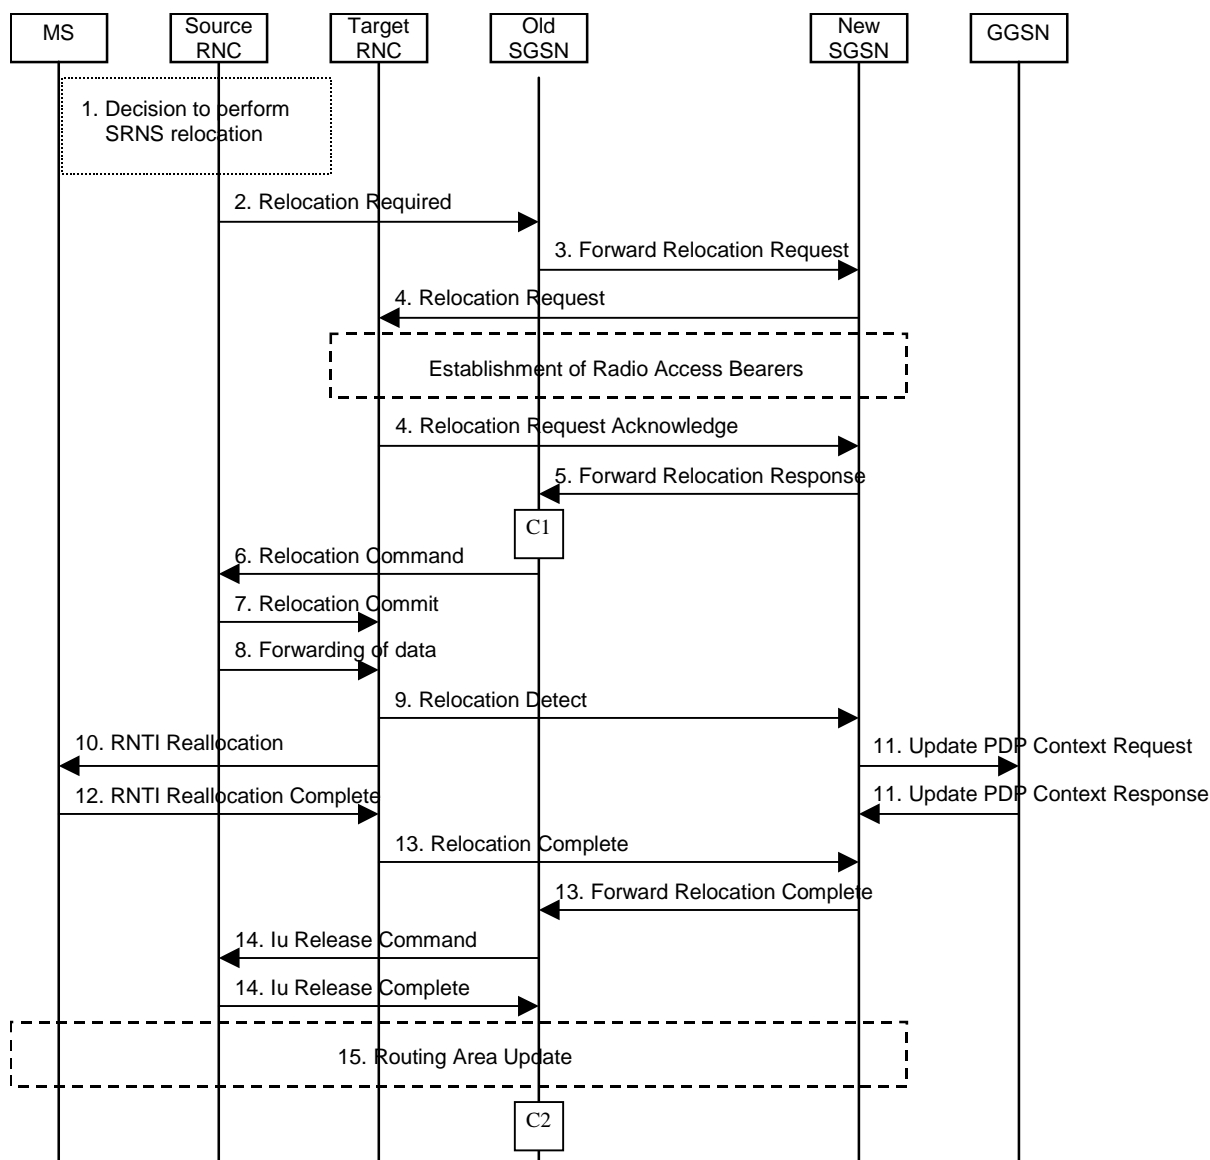 MS
Source
RNC
Target
RNC
Old
SGSN
New
SGSN
GGSN
1. Decision to perform
SRNS relocation
2. Relocation Required
3. Forward Relocation Request
4. Relocation Request
Establishment of Radio Access Bearers
4. Relocation Request Acknowledge
5. Forward Relocation Response
C1
6. Relocation Command
7. Relocation Commit
8. Forwarding of data
9. Relocation Detect
10. RNTI Reallocation
11. Update PDP Context Request
12. RNTI Reallocation Complete
11. Update PDP Context Response
13. Relocation Complete
13. Forward Relocation Complete
14. Iu Release Command
14. Iu Release Complete
15. Routing Area Update
C2